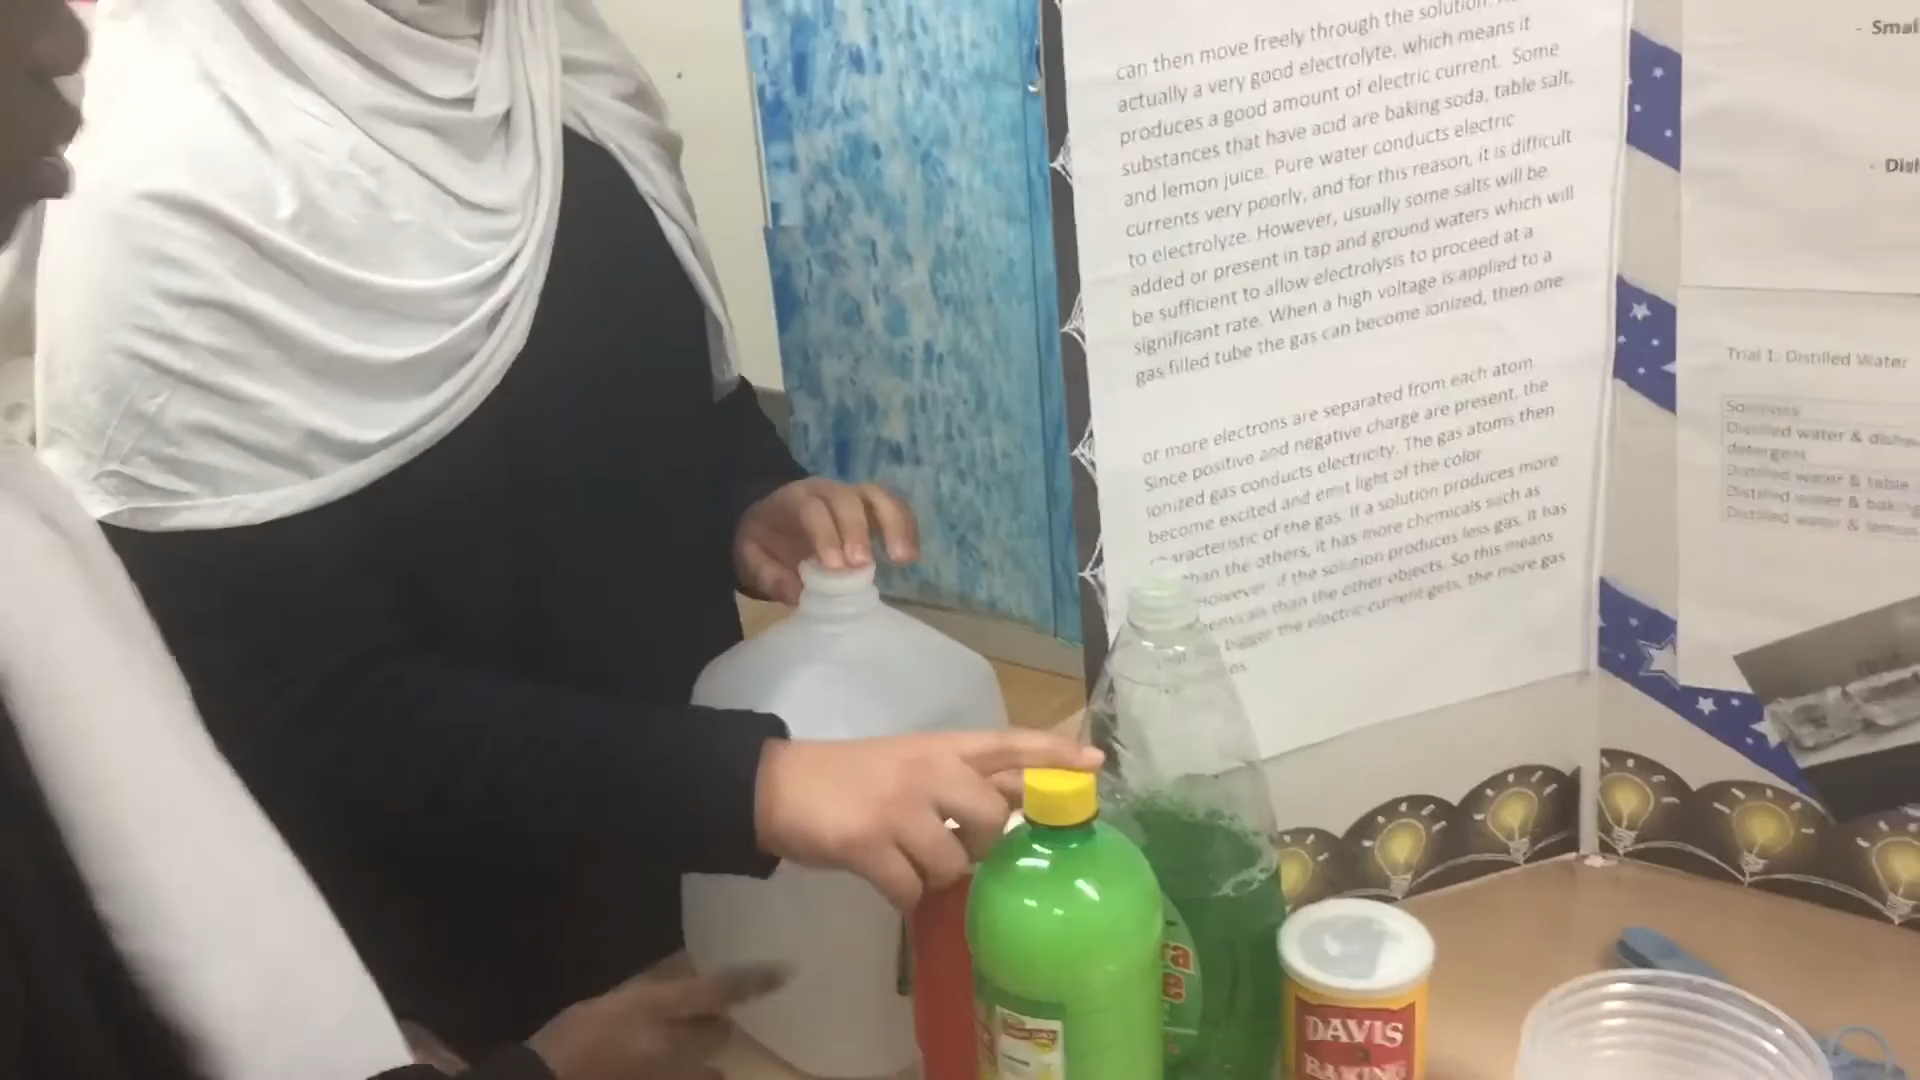 can then move freely through the solution.
actually a very good electrolyte, which means it
produces a good amount of electric current. Some
substances that have acid are baking soda, table salt,
and lemon juice. Pure water conducts electric
currents very poorly, and for this reason, it is difficult
to electrolyze. However, usually some salts will be
added or present in tap and ground waters which will
be sufficient to allow electrolysis to proceed at a
significant rate. When a high voltage is applied to a
gas filled tube the gas can become ionized, then one
or more electrons are separated from each atom
Since positive and negative charge are present, the
ionized gas conducts electricity. The gas atoms then
become excited and emit light of the color
characteristic of the gas. If a solution produces more
than the others, it has more chemicals such as
However, if the solution produces less gas, it has
than the other objects. So this means
that bigger the electric current gets, the more gas
- Smal
- Dish
Trial 1: Distilled Water
Distilled water & dishw
detergent
Distilled water & table
Distilled water & baking
Distilled water & lemon
ra
e
DAVIS
BAKING